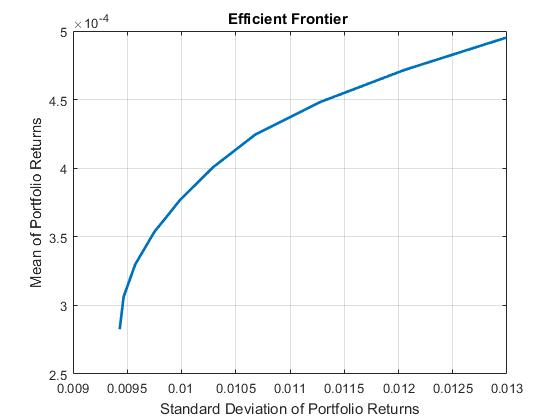 Efficient Frontier
×10-4
Mean of Portfolio Returns
5
4.5
4
3.5
3
2.5
0.009 0.0095 0.01 0.0105 0.011 0.0115 0.012 0.0125 0.013
Standard Deviation of Portfolio Returns